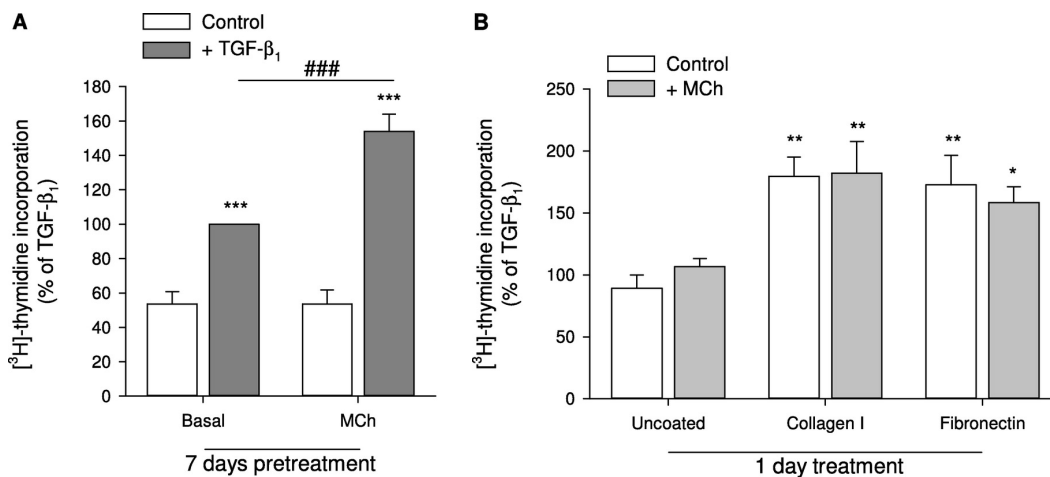 A
Control
+ TGF-β₁
###
***
***
[³H]-thymidine incorporation
(% of TGF-β₁)
180
160
140
120
100
80
60
40
20
0
Basal MCh
7 days pretreatment
B
Control
+ MCh
** ** ** *
[³H]-thymidine incorporation
(% of TGF-β₁)
250
200
150
100
50
0
Uncoated Collagen I Fibronectin
1 day treatment